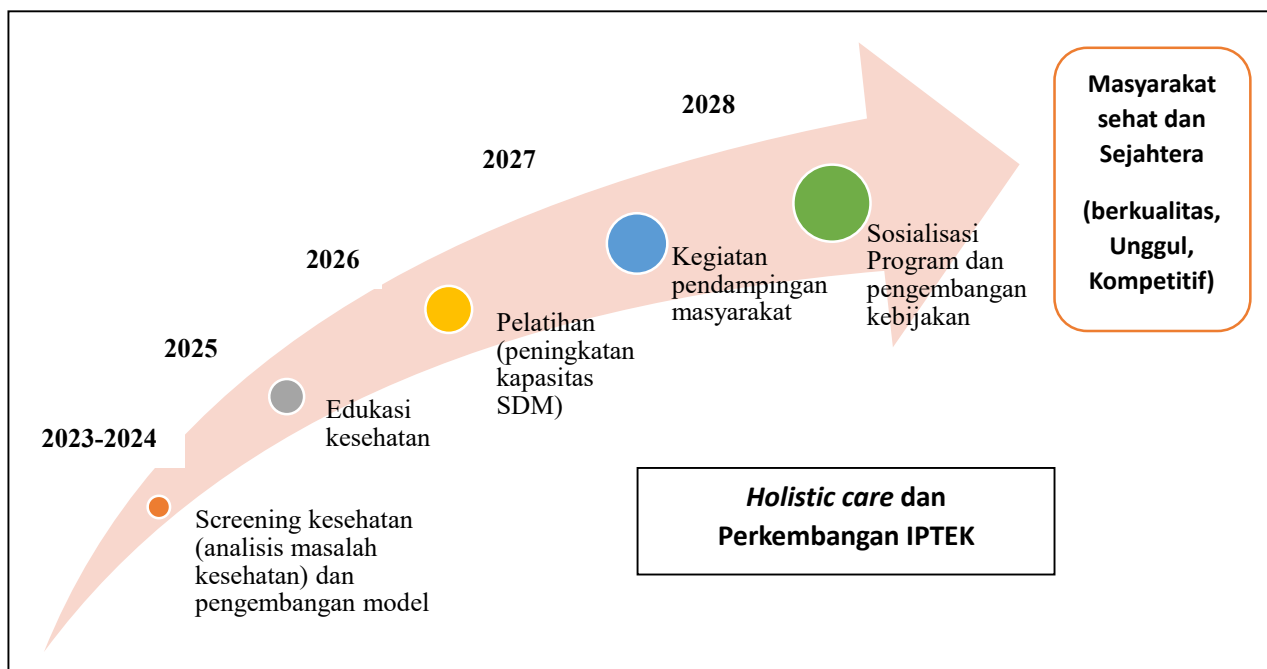 2023-2024
Screening kesehatan
(analisis masalah
kesehatan) dan
pengembangan model
2025
Edukasi
kesehatan
2026
Pelatihan
(peningkatan
kapasitas
SDM)
2027
Kegiatan
pendampingan
masyarakat
2028
Sosialisasi
Program dan
pengembangan
kebijakan
Masyarakat
sehat dan
Sejahtera
(berkualitas,
Unggul,
Kompetitif)
Holistic care dan
Perkembangan IPTEK